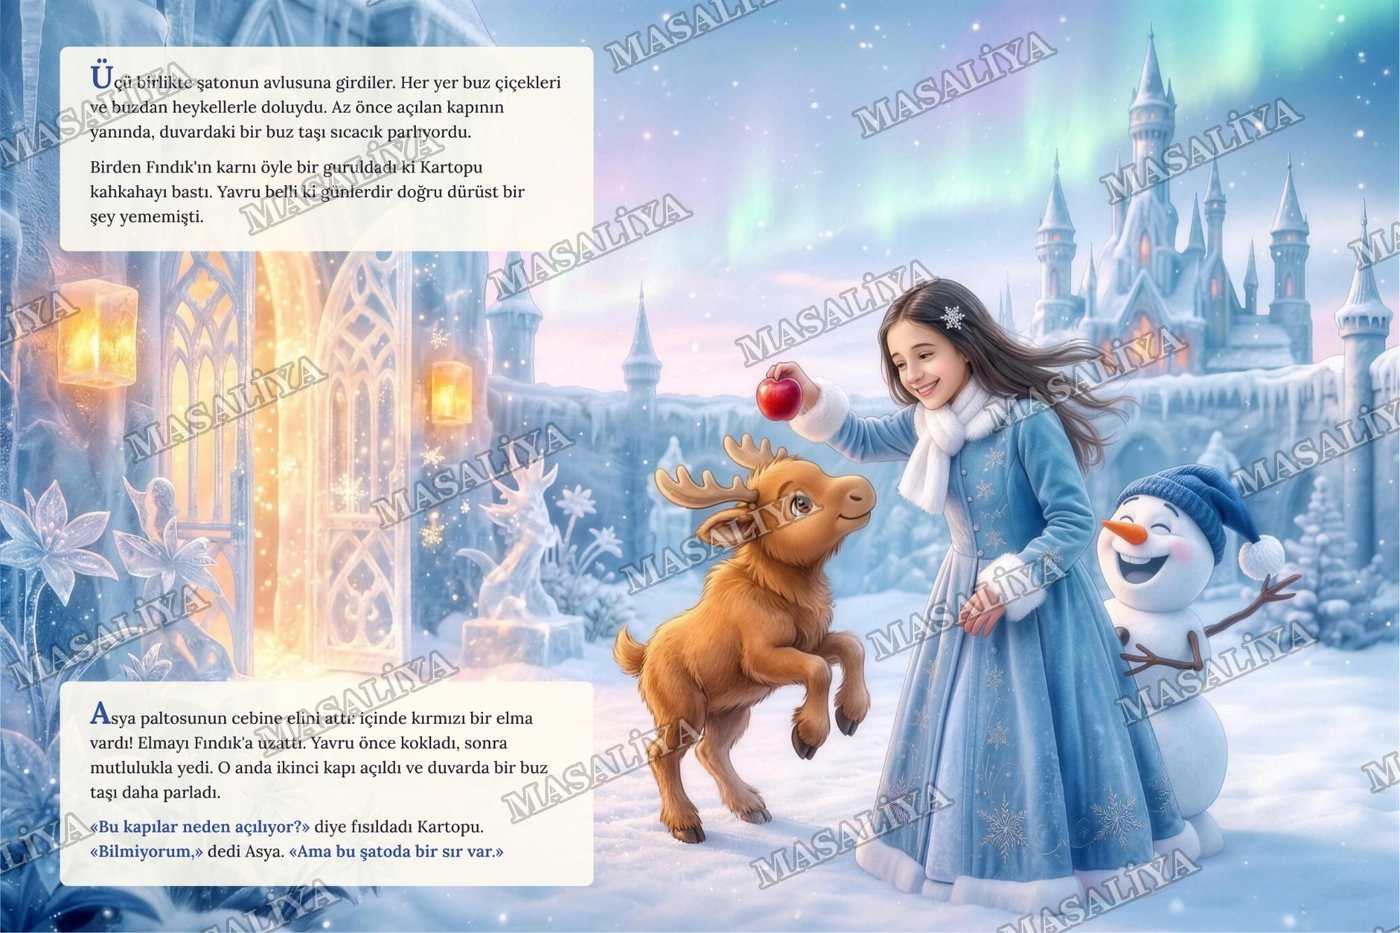 Üçü birlikte şatonun avlusuna girdiler. Her yer buz çiçekleri
ve buzdan heykellerle doluydu. Az önce açılan kapının
yanında, duvardaki bir buz taşı sıcacık parlıyordu.
Birden Fındık'ın karnı öyle bir guruldadı ki Kartopu
kahkahayı bastı. Yavru belli ki günlerdir doğru dürüst bir
şey yememişti.
Asya paltosunun cebine elini attı: içinde kırmızı bir elma
vardı! Elmayı Fındık'a uzattı. Yavru önce kokladı, sonra
mutlulukla yedi. O anda ikinci kapı açıldı ve duvarda bir buz
taşı daha parladı.
«Bu kapılar neden açılıyor?» diye fısıldadı Kartopu.
«Bilmiyorum,» dedi Asya. «Ama bu şatoda bir sır var.»
MASALİYA